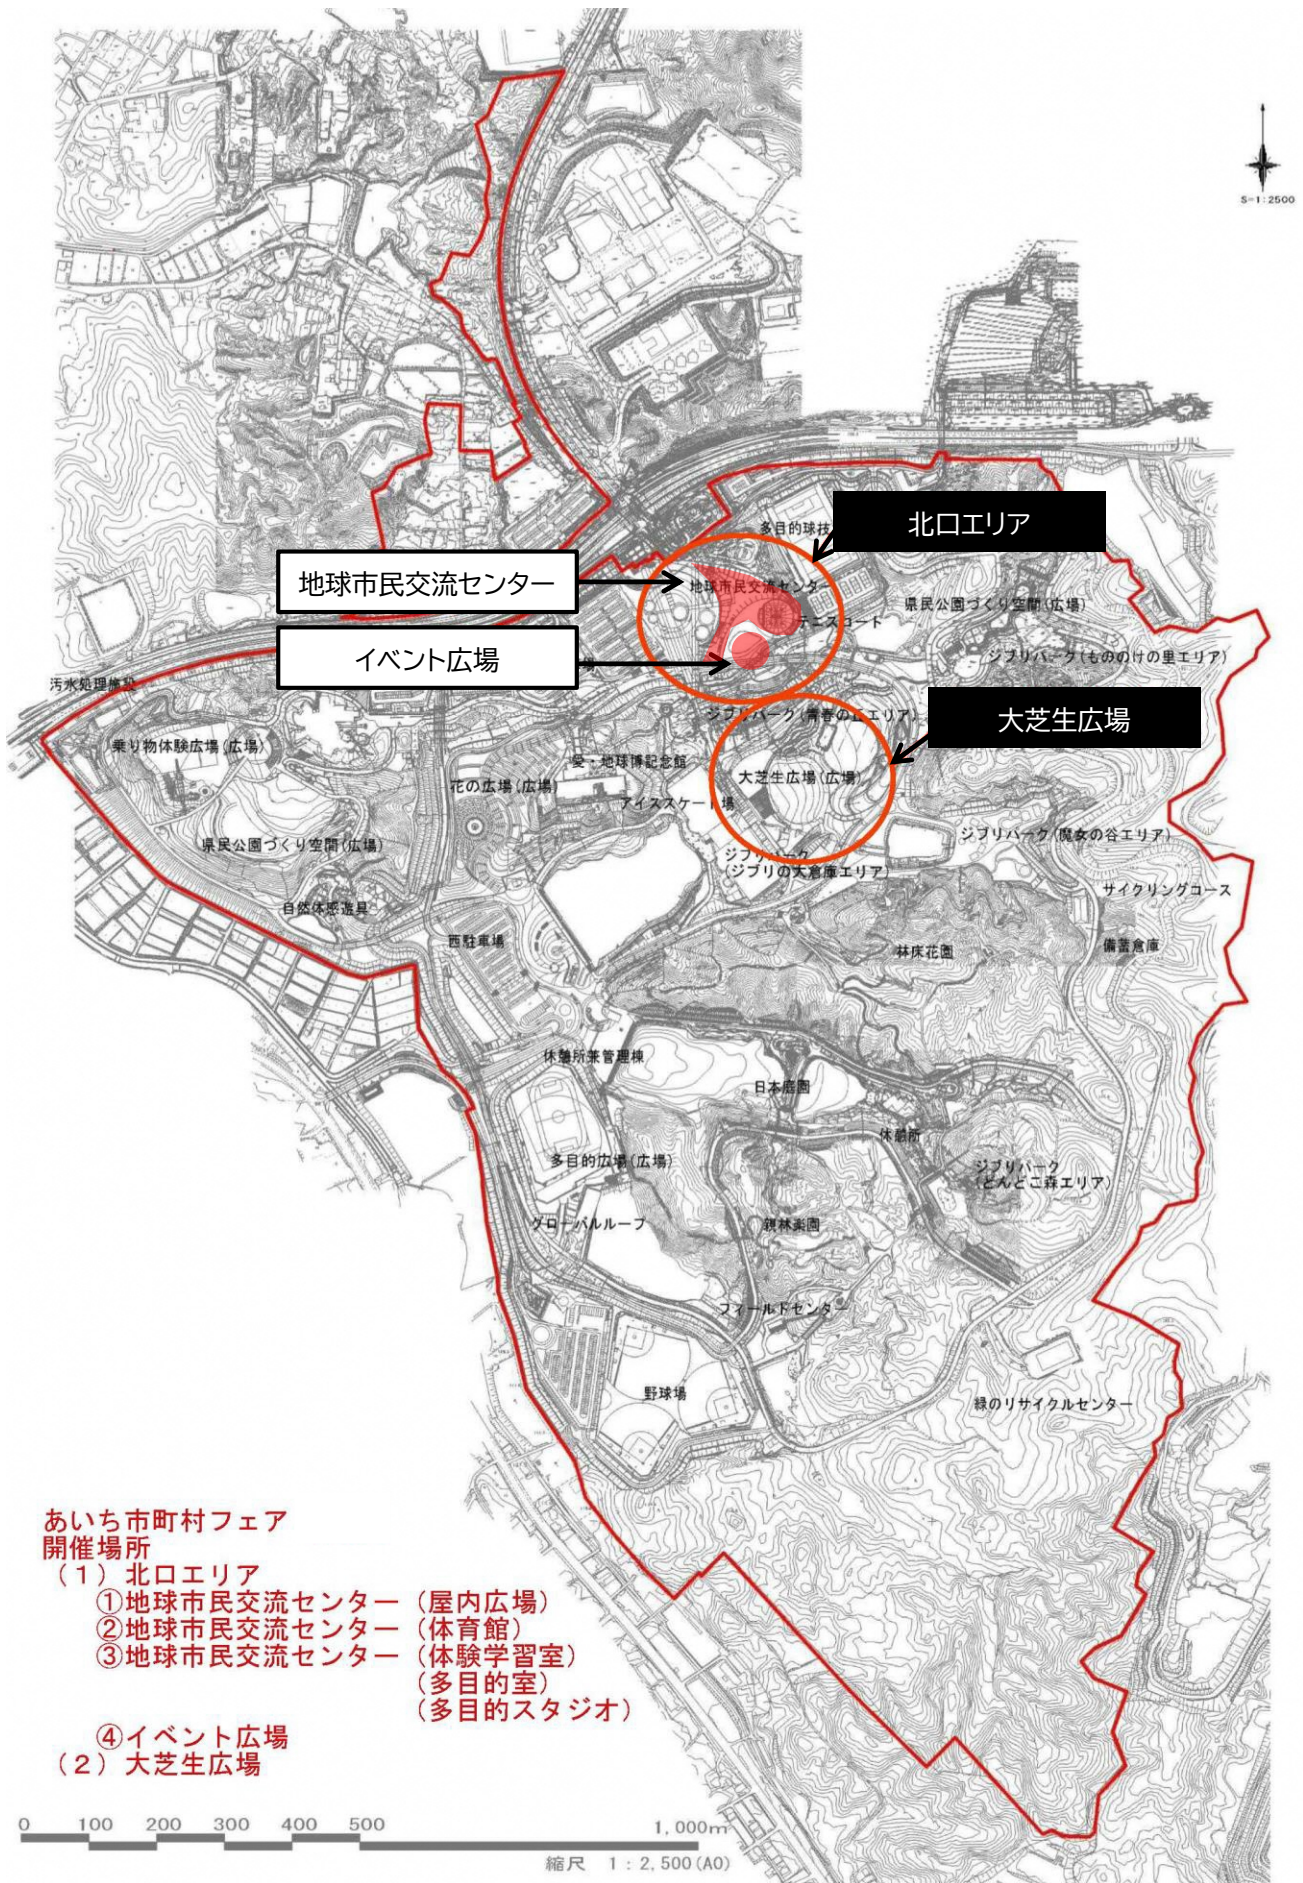 S=1:2500
北口エリア
多目的球技
地球市民交流センター
地球市民交流センタ
県民公園づくり空間(広場)
テニスコート
イベント広場
場
ジブリパーク(もののけの里エリア)
汚水処理施設
大芝生広場
ジブリパーク(青春の丘エリア)
乗り物体験広場(広場)
愛・地球博記念館
大芝生広場(広場)
花の広場(広場)
アイススケート場
ジブリパーク(魔女の谷エリア)
県民公園づくり空間(広場)
ジブリパーク
(ジブリの大倉庫エリア)
サイクリングコース
自然体感遊具
西駐車場
林床花園
備蓄倉庫
休憩所兼管理棟
日本庭園
休憩所
多目的広場(広場)
ジブリパーク
(どんどこ森エリア)
グローバルループ
親林楽園
フィールドセンター
野球場
緑のリサイクルセンター
あいち市町村フェア
開催場所
(1)北口エリア
①地球市民交流センター(屋内広場)
②地球市民交流センター(体育館)
③地球市民交流センター(体験学習室)
(多目的室)
(多目的スタジオ)
④イベント広場
(2)大芝生広場
0 100 200 300 400 500 1,000m
縮尺 1:2,500(A0)